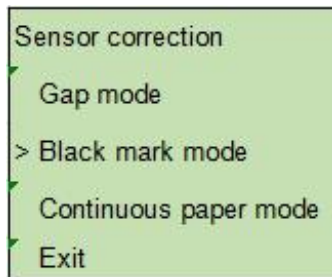 Sensor correction
Gap mode
> Black mark mode
Continuous paper mode
Exit